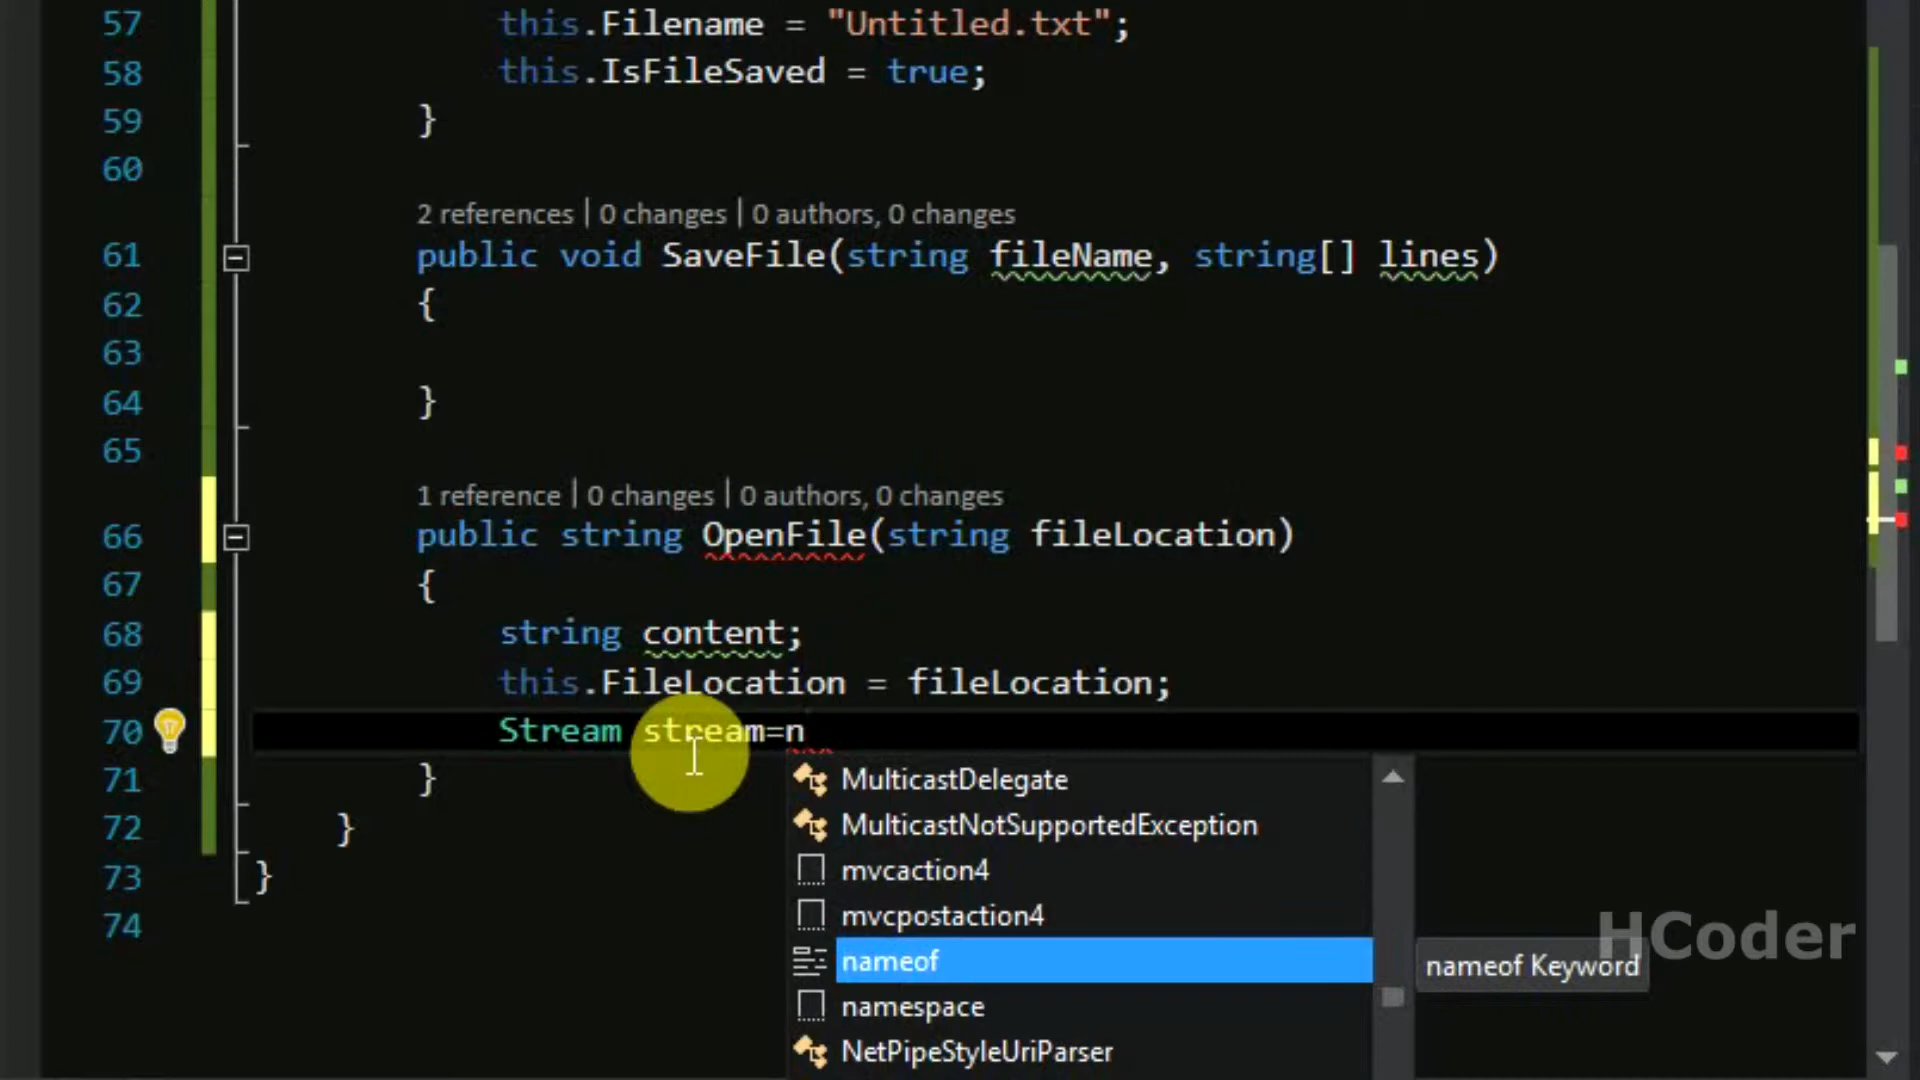 57 this.Filename = "Untitled.txt";
58 this.IsFileSaved = true;
59 }
60
2 references | 0 changes | 0 authors, 0 changes
61 public void SaveFile(string fileName, string[] lines)
62 {
63
64 }
65
1 reference | 0 changes | 0 authors, 0 changes
66 public string OpenFile(string fileLocation)
67 {
68 string content;
69 this.FileLocation = fileLocation;
70 Stream stream=n
71 }
72 }
73 }
74
MulticastDelegate
MulticastNotSupportedException
mvcaction4
mvcpostaction4
nameof
namespace
NetPipeStyleUriParser
nameof Keyword
HCoder